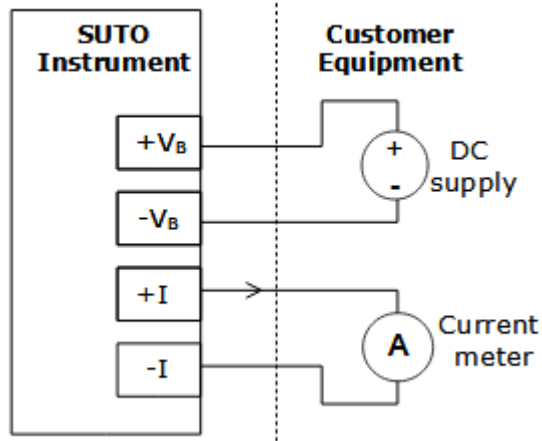 SUTO
Instrument
Customer
Equipment
+VB
-VB
+I
-I
+
-
DC
supply
A
Current
meter